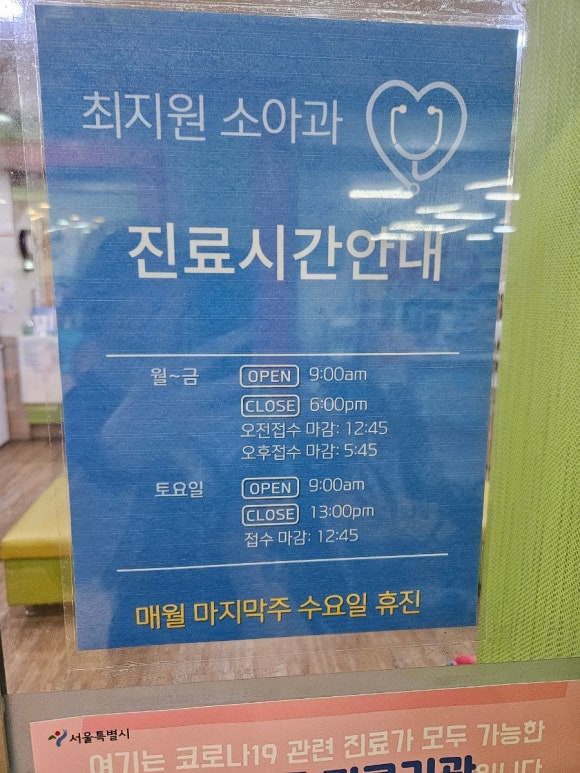 최지원 소아과
진료시간안내
월~금 OPEN 9:00am
CLOSE 6:00pm
오전접수 마감: 12:45
오후접수 마감: 5:45
토요일 OPEN 9:00am
CLOSE 13:00pm
접수 마감: 12:45
매월 마지막주 수요일 휴진
서울특별시
여기는 코로나19 관련 진료가 모두 가능한